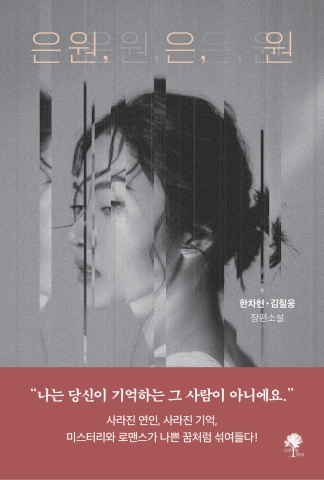 은원, 은, 원
한차현·김철웅
장편소설
“나는 당신이 기억하는 그 사람이 아니에요.”
사라진 연인, 사라진 기억,
미스터리와 로맨스가 나쁜 꿈처럼 섞여들다!